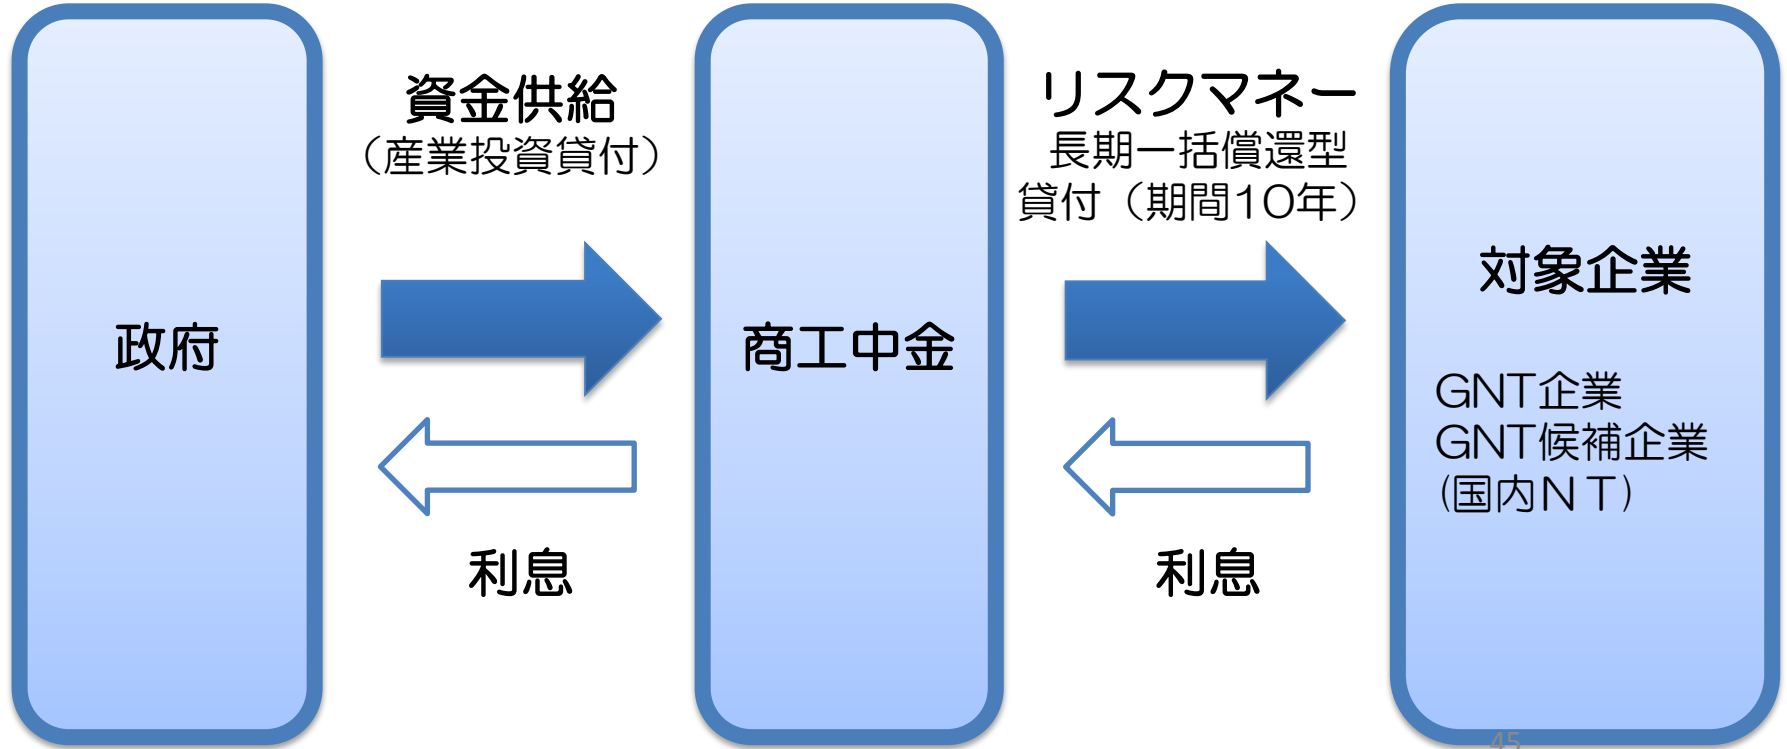 政府
資金供給
（産業投資貸付）
利息
商工中金
リスクマネー
長期一括償還型
貸付（期間10年）
利息
対象企業
GNT企業
GNT候補企業
(国内ＮＴ)
45